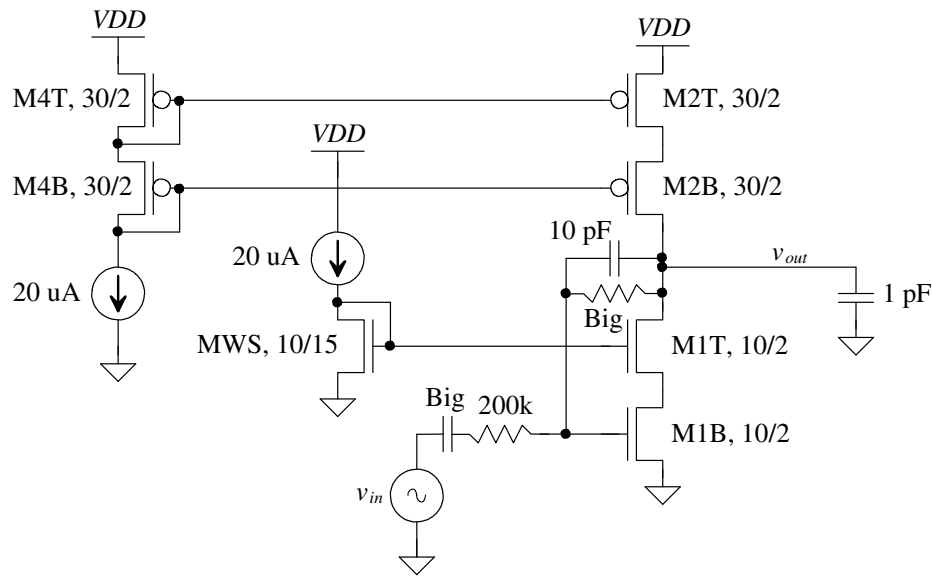 VDD
VDD
M4T, 30/2
M2T, 30/2
VDD
M4B, 30/2
M2B, 30/2
10 pF
20 uA
v_out
20 uA
Big
1 pF
MWS, 10/15
M1T, 10/2
Big
200k
M1B, 10/2
v_in